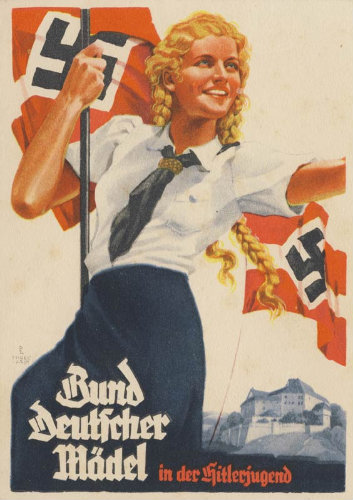 Bund
Deutscher
Mädel in der Hitlerjugend